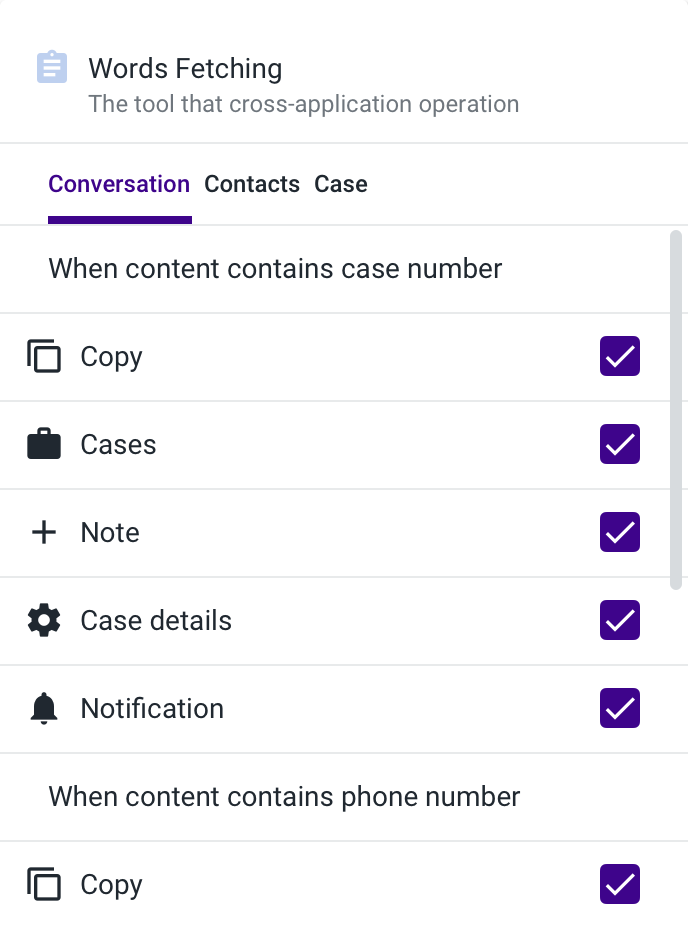 Words Fetching
The tool that cross-application operation
Conversation Contacts Case
When content contains case number
Copy
Cases
Note
Case details
Notification
When content contains phone number
Copy